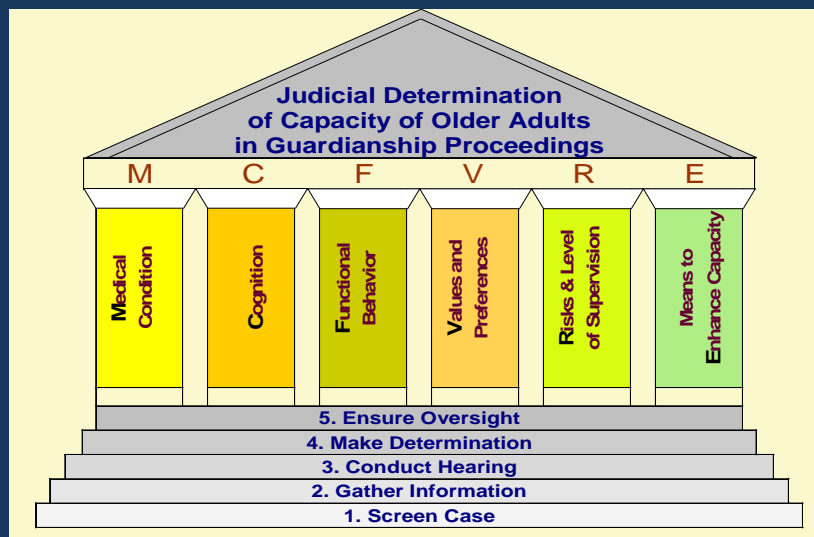 Judicial Determination
of Capacity of Older Adults
in Guardianship Proceedings
M C F V R E
Medical
Condition
Cognition
Functional
Behavior
Values and
Preferences
Risks & Level
of Supervision
Means to
Enhance Capacity
5. Ensure Oversight
4. Make Determination
3. Conduct Hearing
2. Gather Information
1. Screen Case